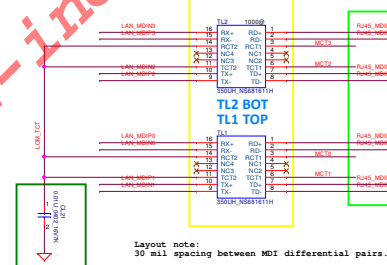 TL2 1000@
LAN_MDIN3 16 RX+ RD+ 1
LAN_MDIP3 15 RX- RD- 2
14 RCT2 RCT1 3 MCT3
13 NC4 NC1 4
12 NC3 NC2 5
LAN_MDIN2 11 TCT2 TCT1 6 MCT2
LAN_MDIP2 10 TX+ TD+ 7
9 TX- TD- 8
350UH_NS681611H
TL2 BOT
TL1 TOP
TL1
LAN_MDIP0 16 RX+ RD+ 1
LAN_MDIN0 15 RX- RD- 2
14 RCT2 RCT1 3 MCT0
13 NC4 NC1 4
12 NC3 NC2 5
LAN_MDIP1 11 TCT2 TCT1 6 MCT1
LAN_MDIN1 10 TX+ TD+ 7
9 TX- TD- 8
350UH_NS681611H
LOM_TCT
1
2
Layout note:
30 mil spacing between MDI differential pairs.